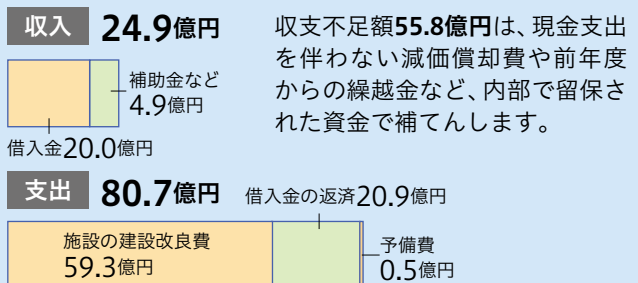 収入 24.9億円
補助金など
4.9億円
借入金20.0億円
収支不足額55.8億円は、現金支出
を伴わない減価償却費や前年度
からの繰越金など、内部で留保さ
れた資金で補てんします。
支出 80.7億円
借入金の返済20.9億円
施設の建設改良費
59.3億円
予備費
0.5億円